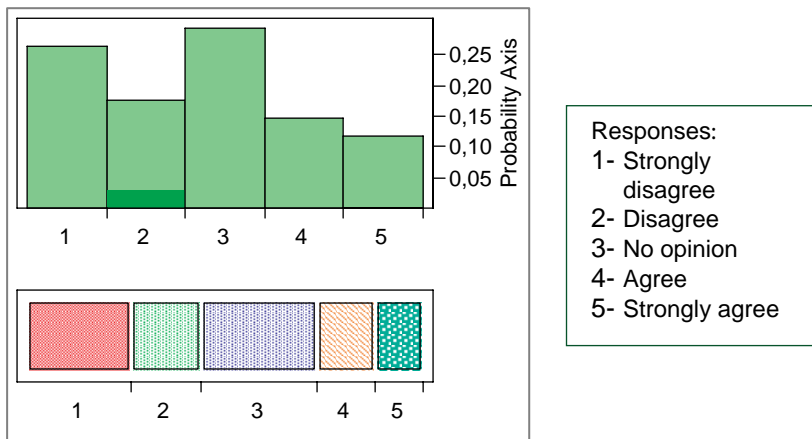 0,25
0,20
0,15
0,10
0,05
Probability Axis
1 2 3 4 5
1 2 3 4 5
Responses:
1- Strongly
disagree
2- Disagree
3- No opinion
4- Agree
5- Strongly agree